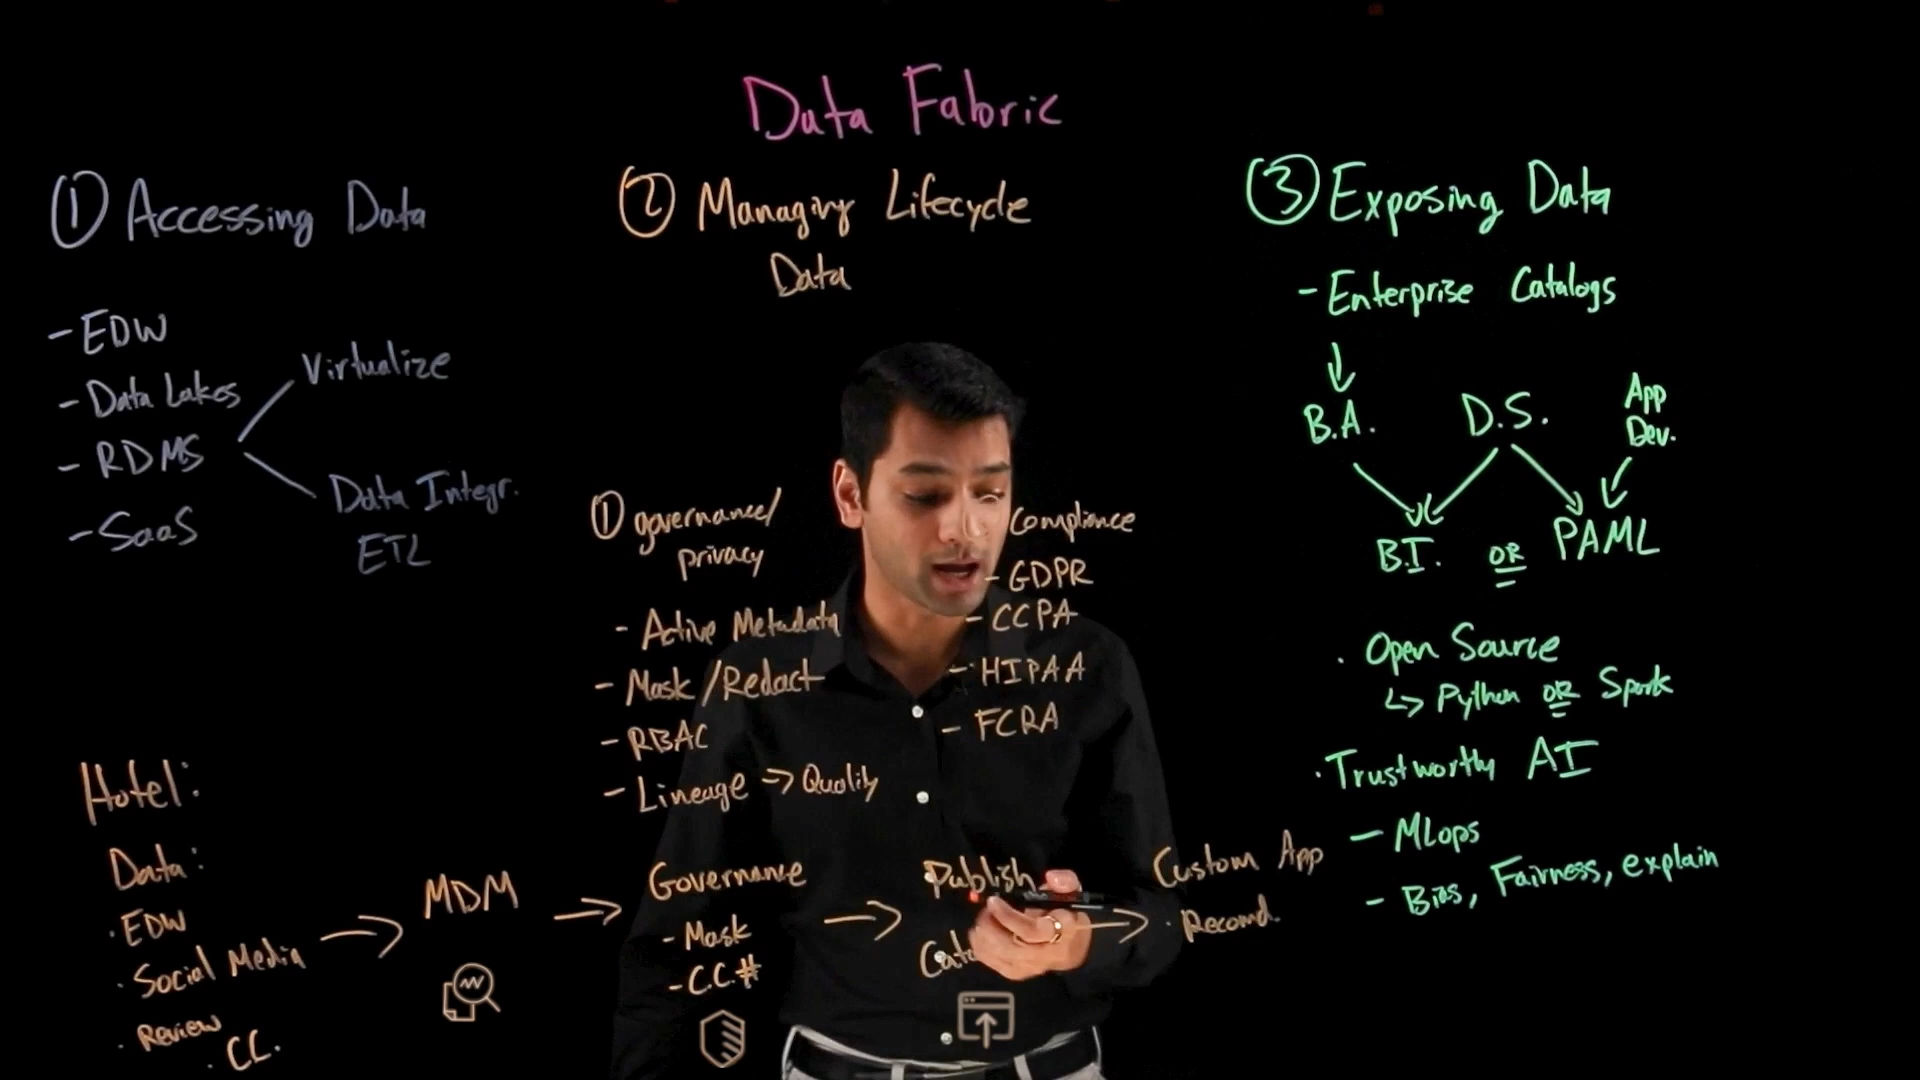 Data Fabric
① Accessing Data
- EDW
- Data Lakes
- RDMS
- SaaS
Virtualize
Data Integr.
ETL
② Managing Lifecycle
Data
① governance/
privacy
- Active Metadata
- Mask/Redact
- RBAC
- Lineage -> Quality
Compliance
- GDPR
- CCPA
- HIPAA
- FCRA
③ Exposing Data
- Enterprise Catalogs
B.A.
D.S.
App
Dev.
B.I. OR PAML
. Open Source
↳ Python OR Spark
. Trustworthy AI
- MLops
- Bias, Fairness, explain
Hotel:
Data:
. EDW
. Social Media
. Review
. CC.
MDM
Governance
- Mask
- C.C.#
Publish
Custom App
. Recomd.